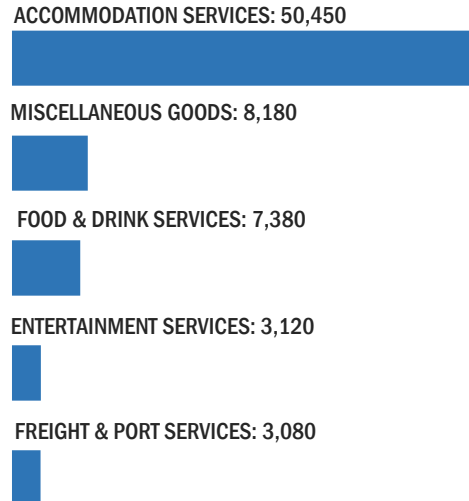 ACCOMMODATION SERVICES: 50,450
MISCELLANEOUS GOODS: 8,180
FOOD & DRINK SERVICES: 7,380
ENTERTAINMENT SERVICES: 3,120
FREIGHT & PORT SERVICES: 3,080